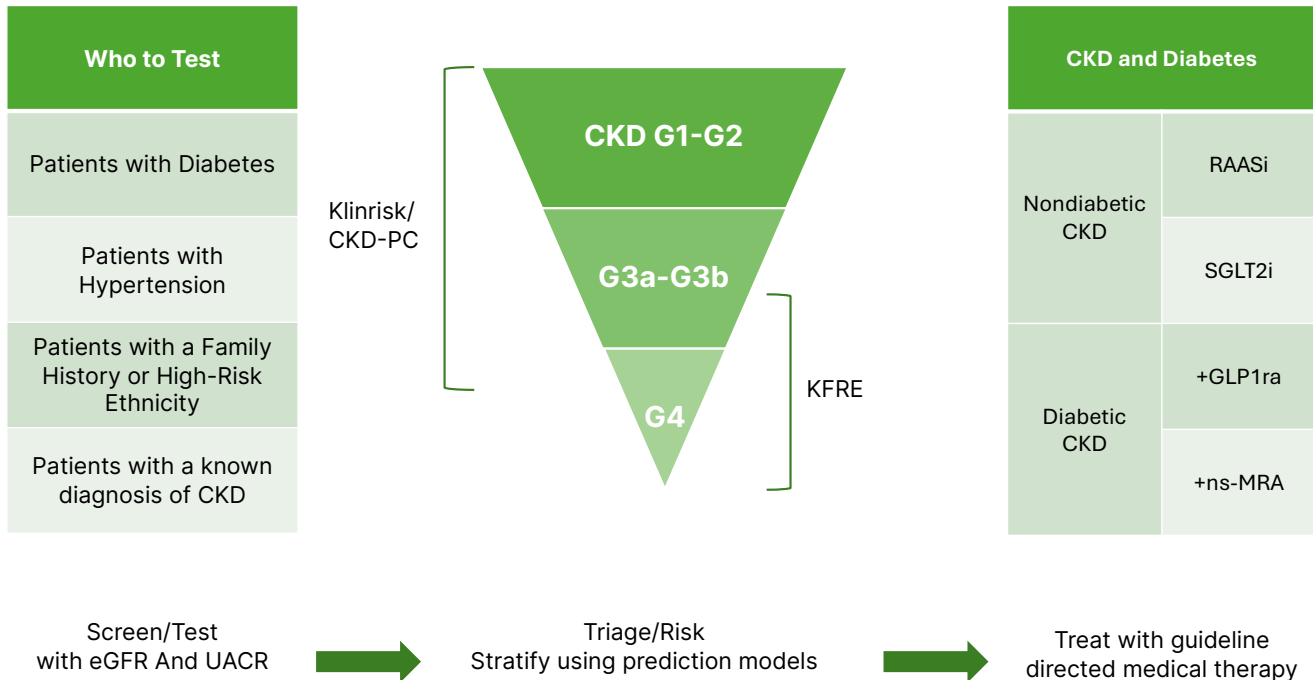 Who to Test
Patients with Diabetes
Patients with
Hypertension
Patients with a Family
History or High-Risk
Ethnicity
Patients with a known
diagnosis of CKD
Klinrisk/
CKD-PC
CKD G1-G2
G3a-G3b
G4
KFRE
CKD and Diabetes
Nondiabetic
CKD
RAASi
SGLT2i
Diabetic
CKD
+GLP1ra
+ns-MRA
Screen/Test
with eGFR And UACR
Triage/Risk
Stratify using prediction models
Treat with guideline
directed medical therapy